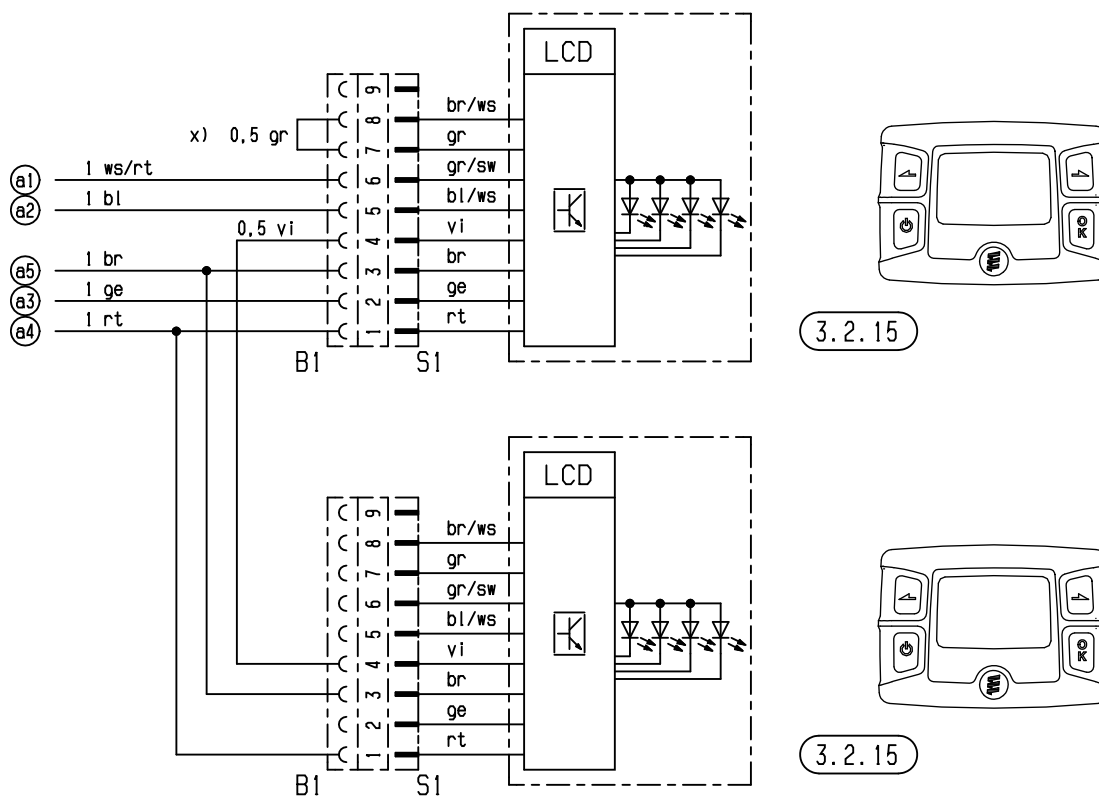 LCD
9
br/ws
x) 0,5 gr
8
gr
7
a1 1 ws/rt
6
gr/sw
a2 1 bl
5
bl/ws
0,5 vi
4
vi
a5 1 br
3
br
a3 1 ge
2
ge
a4 1 rt
1
rt
B1 S1
OK
3.2.15
LCD
9
br/ws
8
gr
7
gr/sw
6
bl/ws
5
vi
4
br
3
ge
2
rt
1
B1 S1
OK
3.2.15